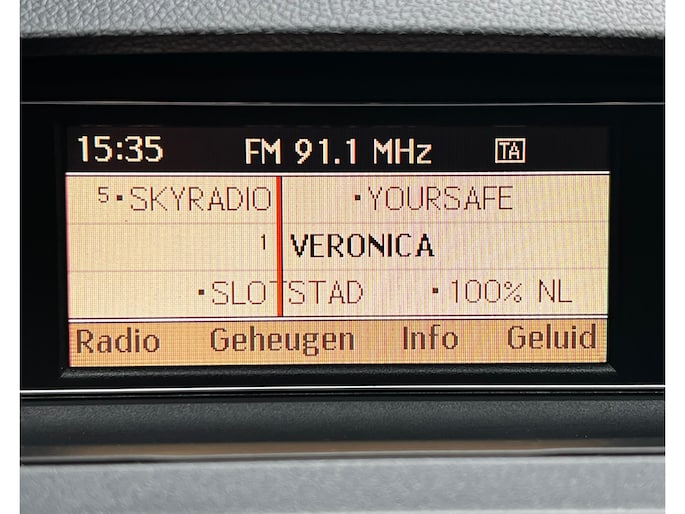 15:35 FM 91.1 MHz TA
5 ▪SKYRADIO ▪YOURSAFE
1 VERONICA
▪SLOTSTAD ▪100% NL
Radio Geheugen Info Geluid